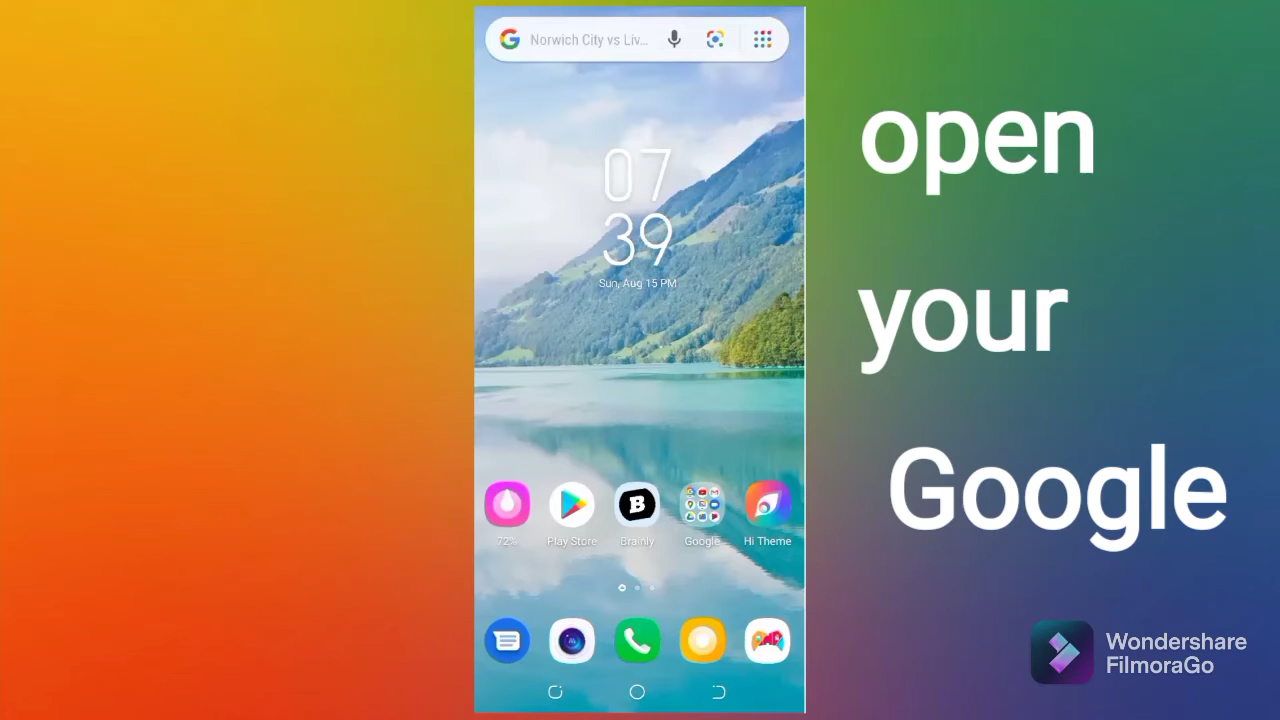 Norwich City vs Liv...
07
39
Sun, Aug 15 PM
72%
Play Store
B
Brainly
Google
Hi Theme
open
your
Google
Wondershare
FilmoraGo